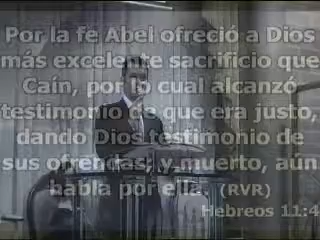 Por la fe Abel ofreció a Dios
más excelente sacrificio que
Caín, por lo cual alcanzó
testimonio de que era justo,
dando Dios testimonio de
sus ofrendas; y muerto, aún
habla por ella. (RVR)
Hebreos 11:4